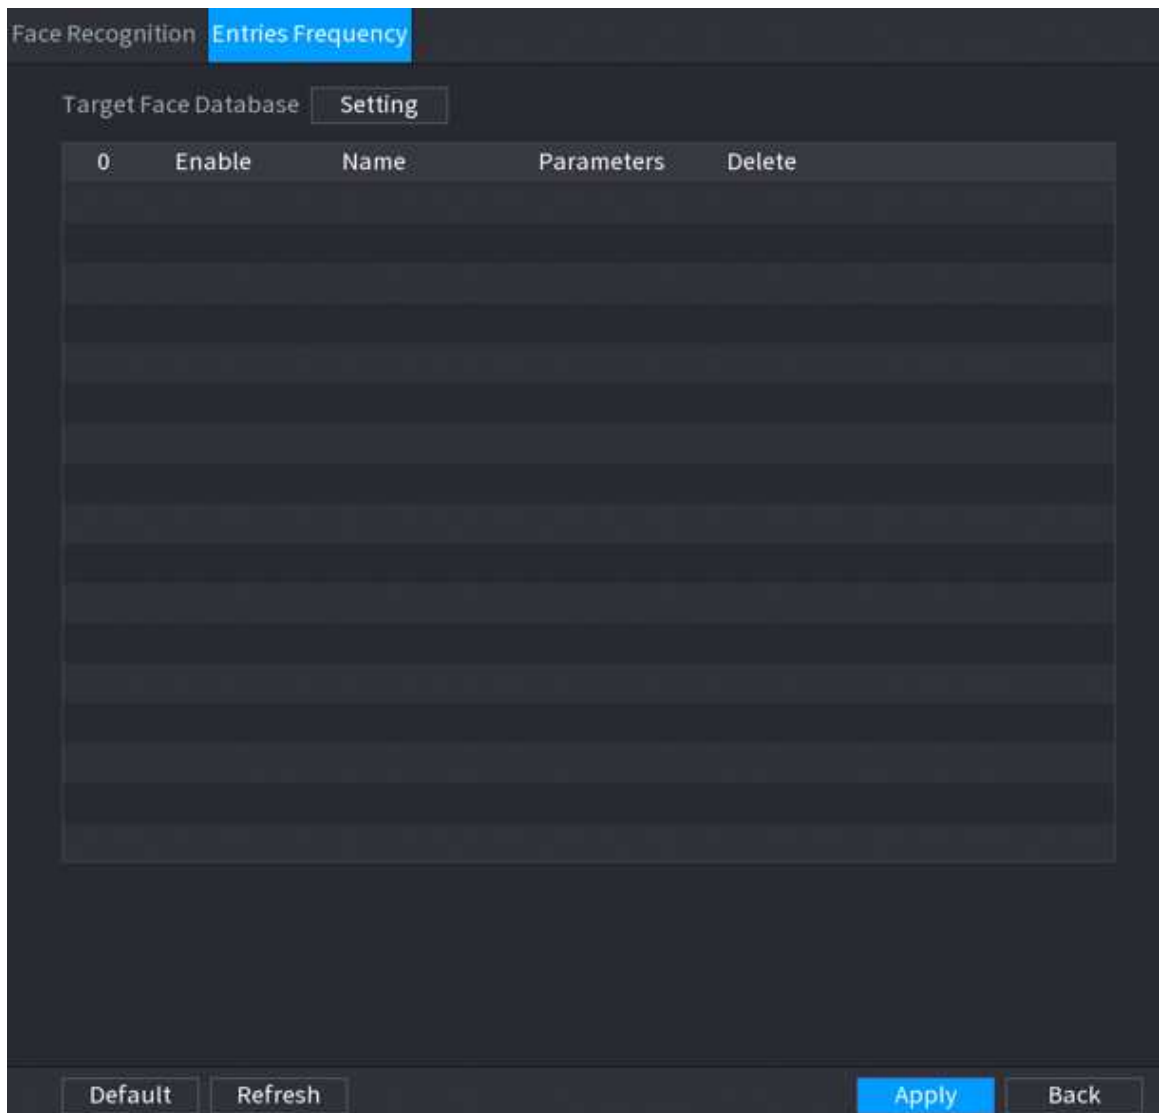 Face Recognition Entries Frequency
Target Face Database Setting
0 Enable Name Parameters Delete
Default Refresh Apply Back